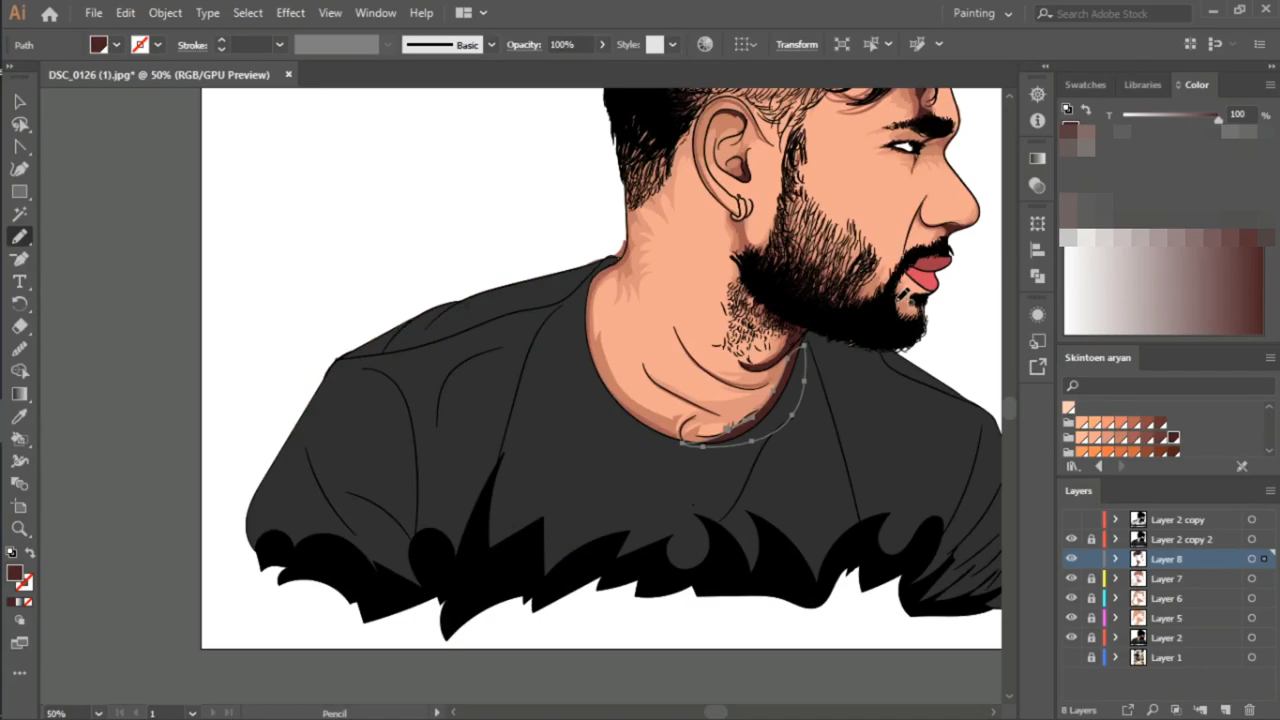 Ai File Edit Object Type Select Effect View Window Help Painting Search Adobe Stock
Path Stroke: Basic Opacity: 100% Style: Transform
DSC_0126 (1).jpg* @ 50% (RGB/GPU Preview)
Swatches Libraries Color
T 100 %
Skintoen aryan
Layers
Layer 2 copy
Layer 2 copy 2
Layer 8
Layer 7
Layer 6
Layer 5
Layer 2
Layer 1
8 Layers
50% 1 Pencil